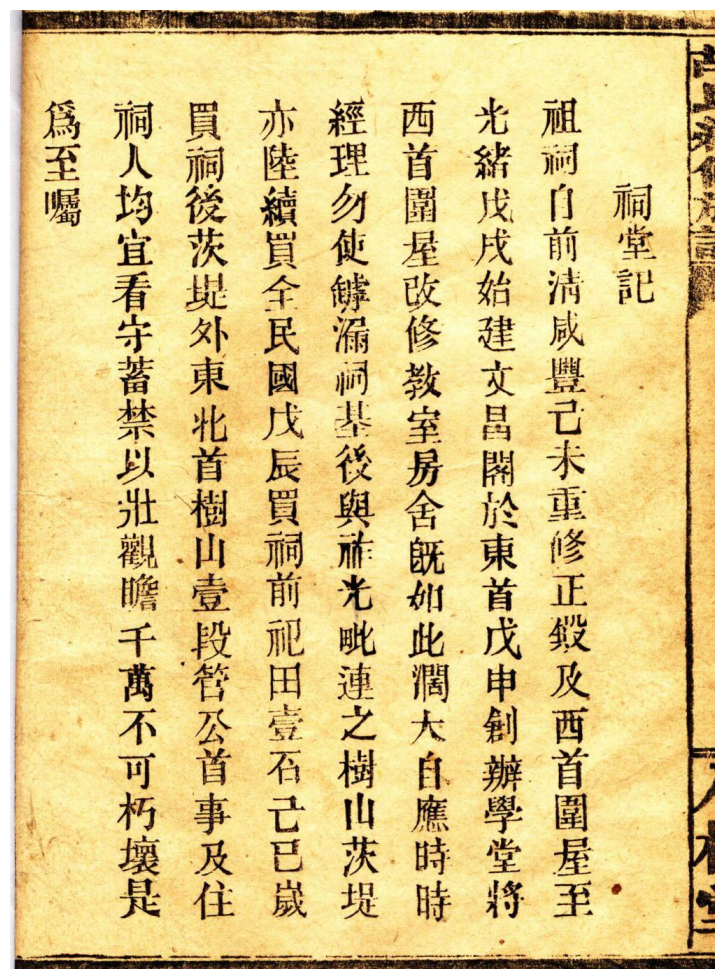 祠堂記
祖祠自前清咸豐己未重修正鍛及西首圍屋至
光緒戊戌始建文昌閣於東首戊申創辦學堂將
西首圍屋改修教室房舍既如此濶大自應時時
經理勿使罅漏祠基後與祚光毗連之樹山茨堤
亦陸續買全民國戊辰買祠前祀田壹石己巳嵗
買祠後茨堤外東北首樹山壹段管公首事及住
祠人均宜看守蓄禁以壯觀瞻千萬不可朽壞是
爲至囑